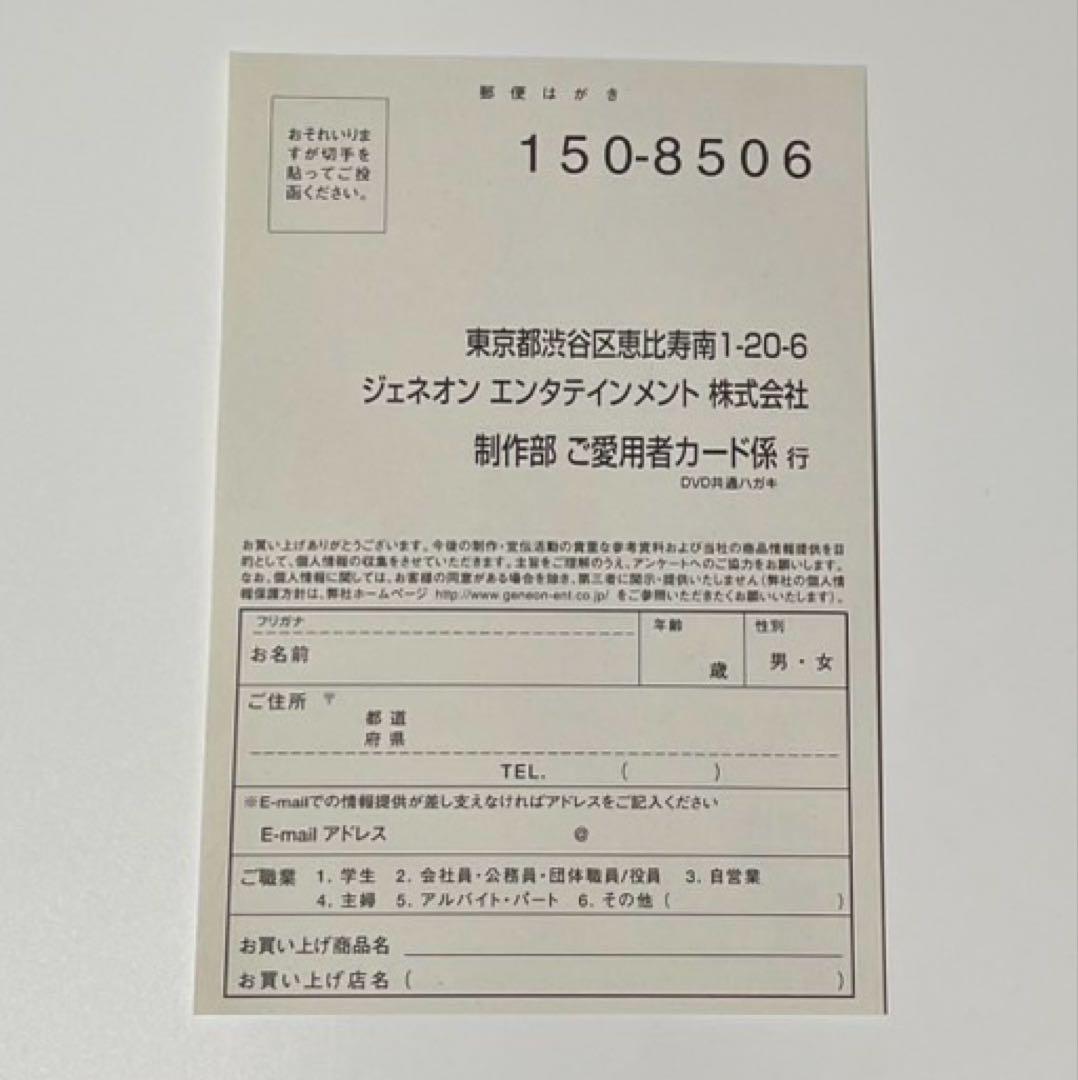 郵便はがき
おそれいりま
すが切手を
貼ってご投
函ください。
150-8506
東京都渋谷区恵比寿南1-20-6
ジェネオン エンタテインメント 株式会社
制作部 ご愛用者カード係 行
DVD共通ハガキ
お買い上げありがとうございます。今後の制作・宣伝活動の貴重な参考資料および当社の商品情報提供を目
的として、個人情報の収集をさせていただきます。主旨をご理解のうえ、アンケートへのご協力をお願いします。
なお、個人情報に関しては、お客様の同意がある場合を除き、第三者に開示・提供いたしません(弊社の個人情
報保護方針は、弊社ホームページ http://www.geneon-ent.co.jp/ をご参照いただきたくお願いいたします)。
フリガナ
お名前
年齢
歳
性別
男・女
ご住所 〒
都 道
府 県
TEL. ( )
※E-mailでの情報提供が差し支えなければアドレスをご記入ください
E-mail アドレス @
ご職業 1. 学生 2. 会社員・公務員・団体職員/役員 3. 自営業
4. 主婦 5. アルバイト・パート 6. その他 ( )
お買い上げ商品名
お買い上げ店名 ( )